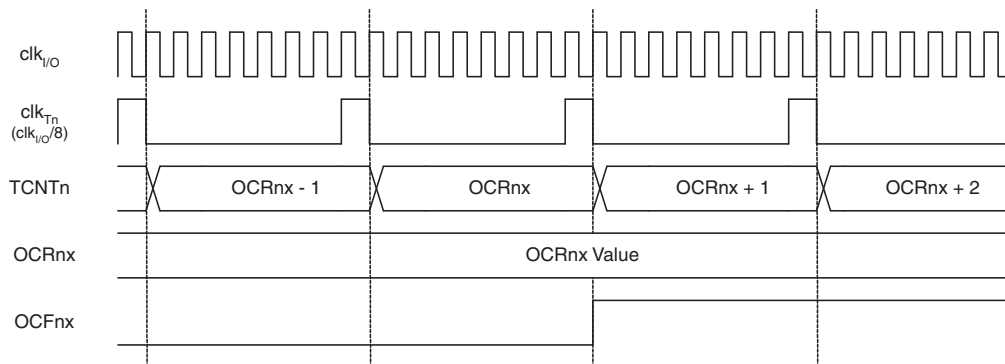 clkI/O
clkTn
(clkI/O/8)
TCNTn
OCRnx - 1
OCRnx
OCRnx + 1
OCRnx + 2
OCRnx
OCRnx Value
OCFnx